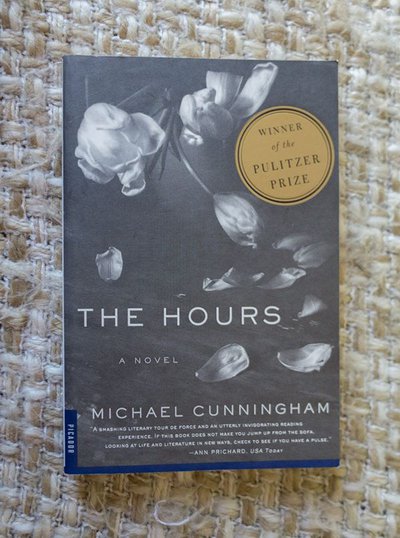 WINNER
of the
PULITZER
PRIZE
THE HOURS
A NOVEL
MICHAEL CUNNINGHAM
"A SMASHING LITERARY TOUR DE FORCE AND AN UTTERLY INVIGORATING READING
EXPERIENCE. IF THIS BOOK DOES NOT MAKE YOU JUMP UP FROM THE SOFA,
LOOKING AT LIFE AND LITERATURE IN NEW WAYS, CHECK TO SEE IF YOU HAVE A PULSE."
—ANN PRICHARD, USA Today
PICADOR